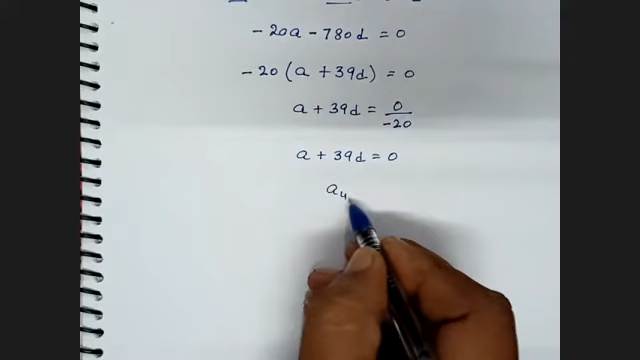 -20a - 780d = 0
-20 (a + 39d) = 0
a + 39d = 0/-20
a + 39d = 0
a4